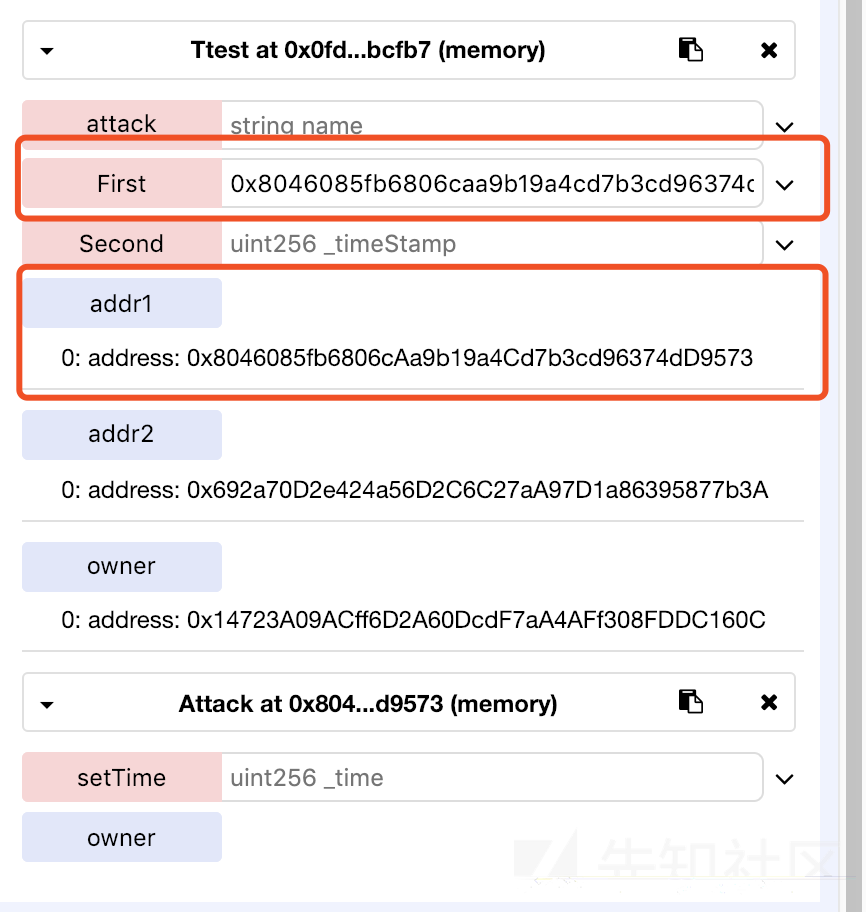 Ttest at 0x0fd...bcfb7 (memory)
attack string name
First 0x8046085fb6806caa9b19a4cd7b3cd96374d
Second uint256 _timeStamp
addr1
0: address: 0x8046085fb6806cAa9b19a4Cd7b3cd96374dD9573
addr2
0: address: 0x692a70D2e424a56D2C6C27aA97D1a86395877b3A
owner
0: address: 0x14723A09ACff6D2A60DcdF7aA4AFf308FDDC160C
Attack at 0x804...d9573 (memory)
setTime uint256 _time
owner
先知社区